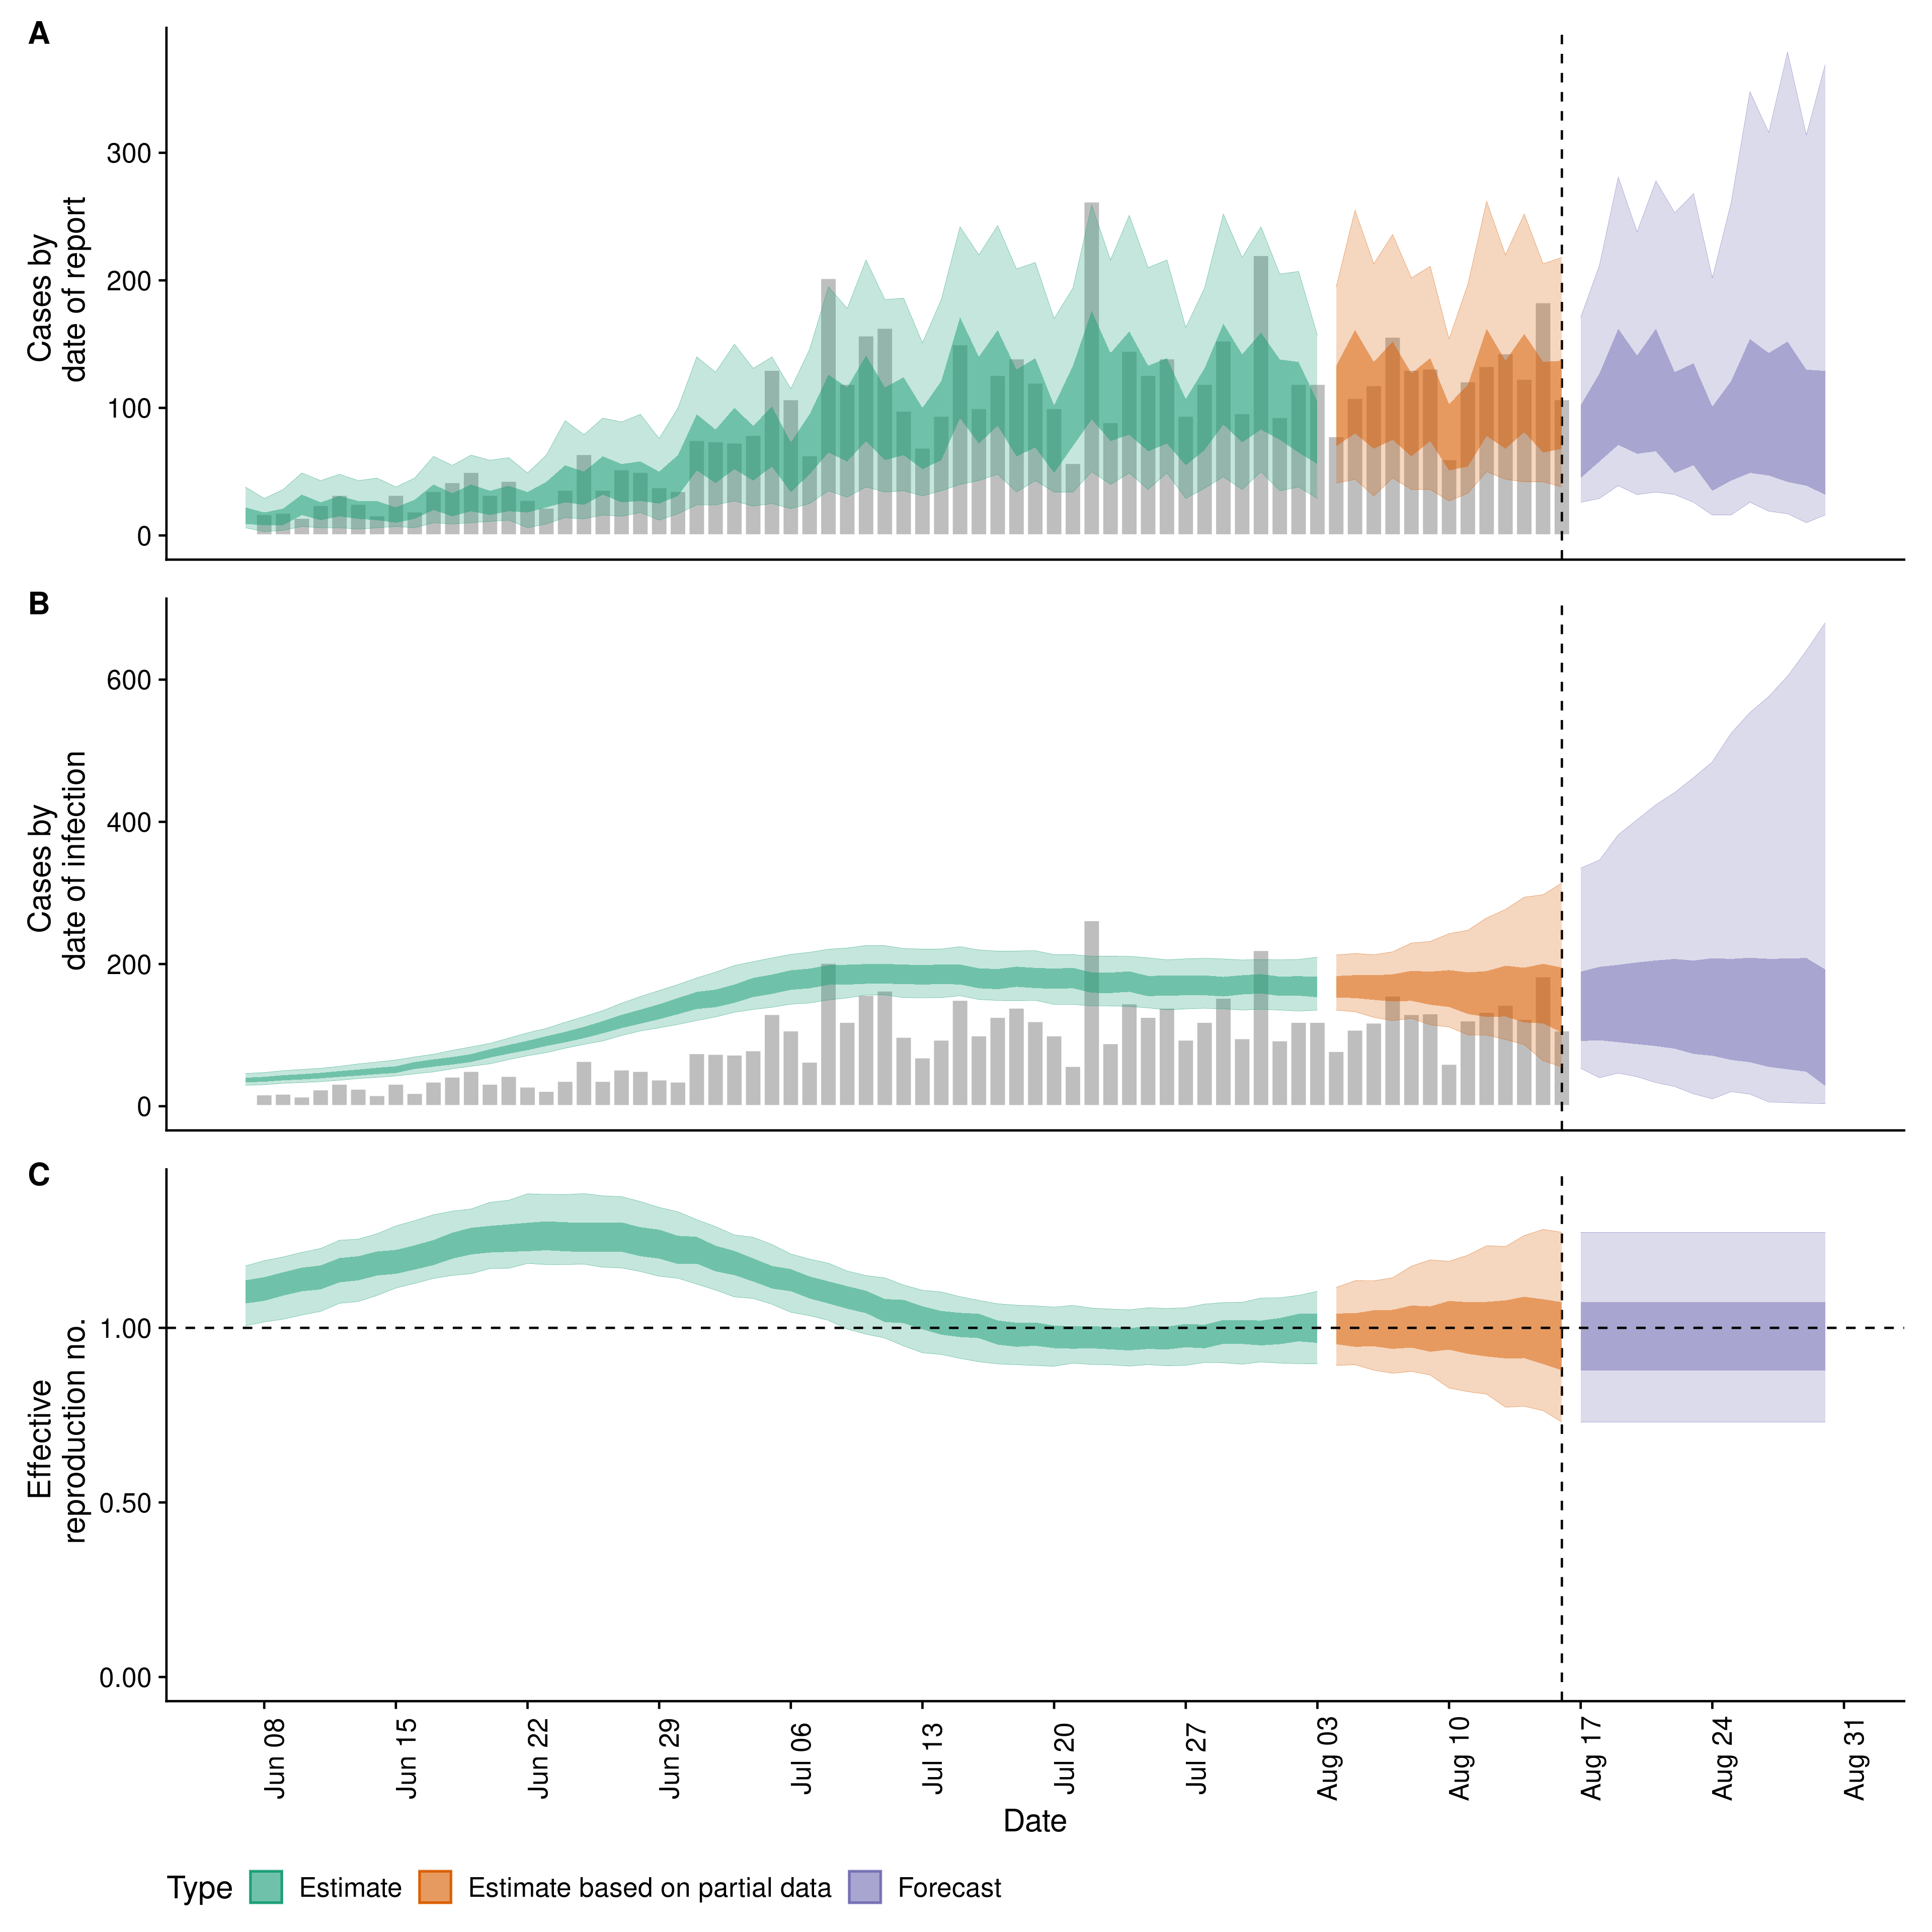 A
Cases by
date of report
300
200
100
0
B
Cases by
date of infection
600
400
200
0
C
Effective
reproduction no.
1.00
0.50
0.00
Jun 08
Jun 15
Jun 22
Jun 29
Jul 06
Jul 13
Jul 20
Jul 27
Aug 03
Aug 10
Aug 17
Aug 24
Aug 31
Date
Type Estimate Estimate based on partial data Forecast